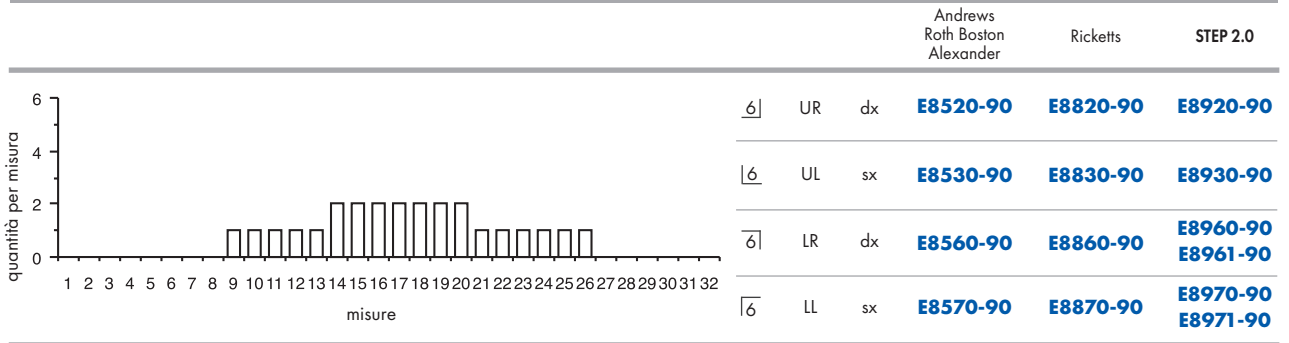 Andrews
Roth Boston
Alexander
Ricketts
STEP 2.0
quantità per misura
6
4
2
0
1 2 3 4 5 6 7 8 9 10 11 12 13 14 15 16 17 18 19 20 21 22 23 24 25 26 27 28 29 30 31 32
misure
6 UR dx E8520-90 E8820-90 E8920-90
6 UL sx E8530-90 E8830-90 E8930-90
6 LR dx E8560-90 E8860-90 E8960-90
E8961-90
6 LL sx E8570-90 E8870-90 E8970-90
E8971-90